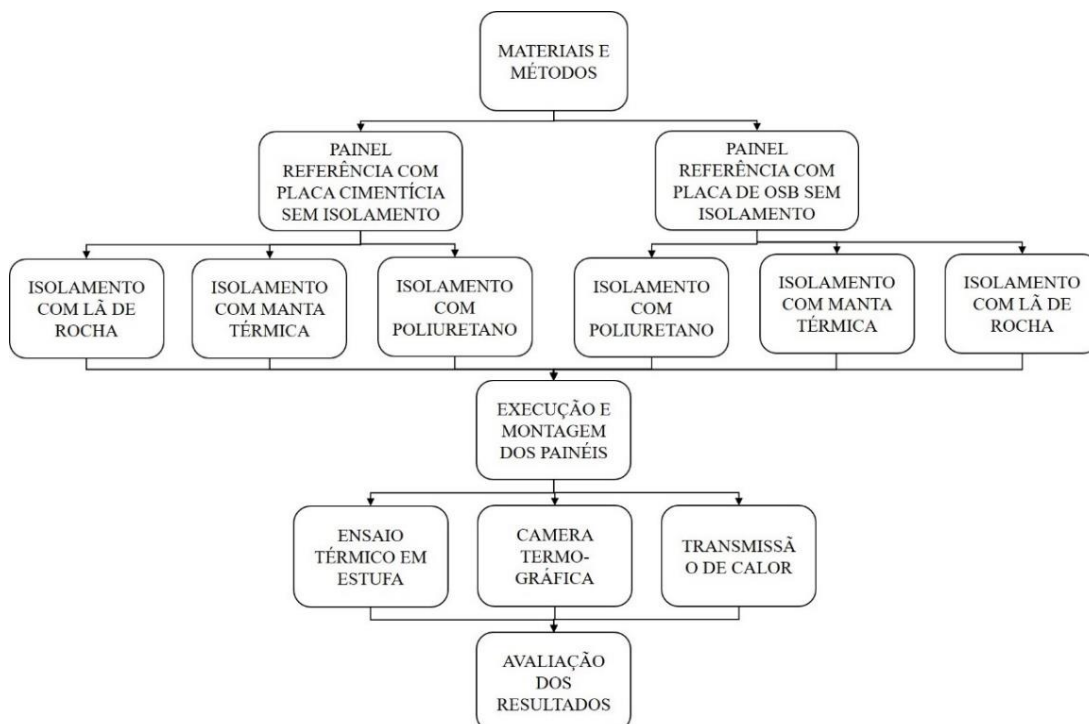 MATERIAIS E
MÉTODOS
PAINEL
REFERÊNCIA COM
PLACA CIMENTÍCIA
SEM ISOLAMENTO
PAINEL
REFERÊNCIA COM
PLACA DE OSB SEM
ISOLAMENTO
ISOLAMENTO
COM LÃ DE
ROCHA
ISOLAMENTO
COM MANTA
TÉRMICA
ISOLAMENTO
COM
POLIURETANO
ISOLAMENTO
COM
POLIURETANO
ISOLAMENTO
COM MANTA
TÉRMICA
ISOLAMENTO
COM LÃ DE
ROCHA
EXECUÇÃO E
MONTAGEM
DOS PAINÉIS
ENSAIO
TÉRMICO EM
ESTUFA
CAMERA
TERMO-
GRÁFICA
TRANSMISSÃ
O DE CALOR
AVALIAÇÃO
DOS
RESULTADOS